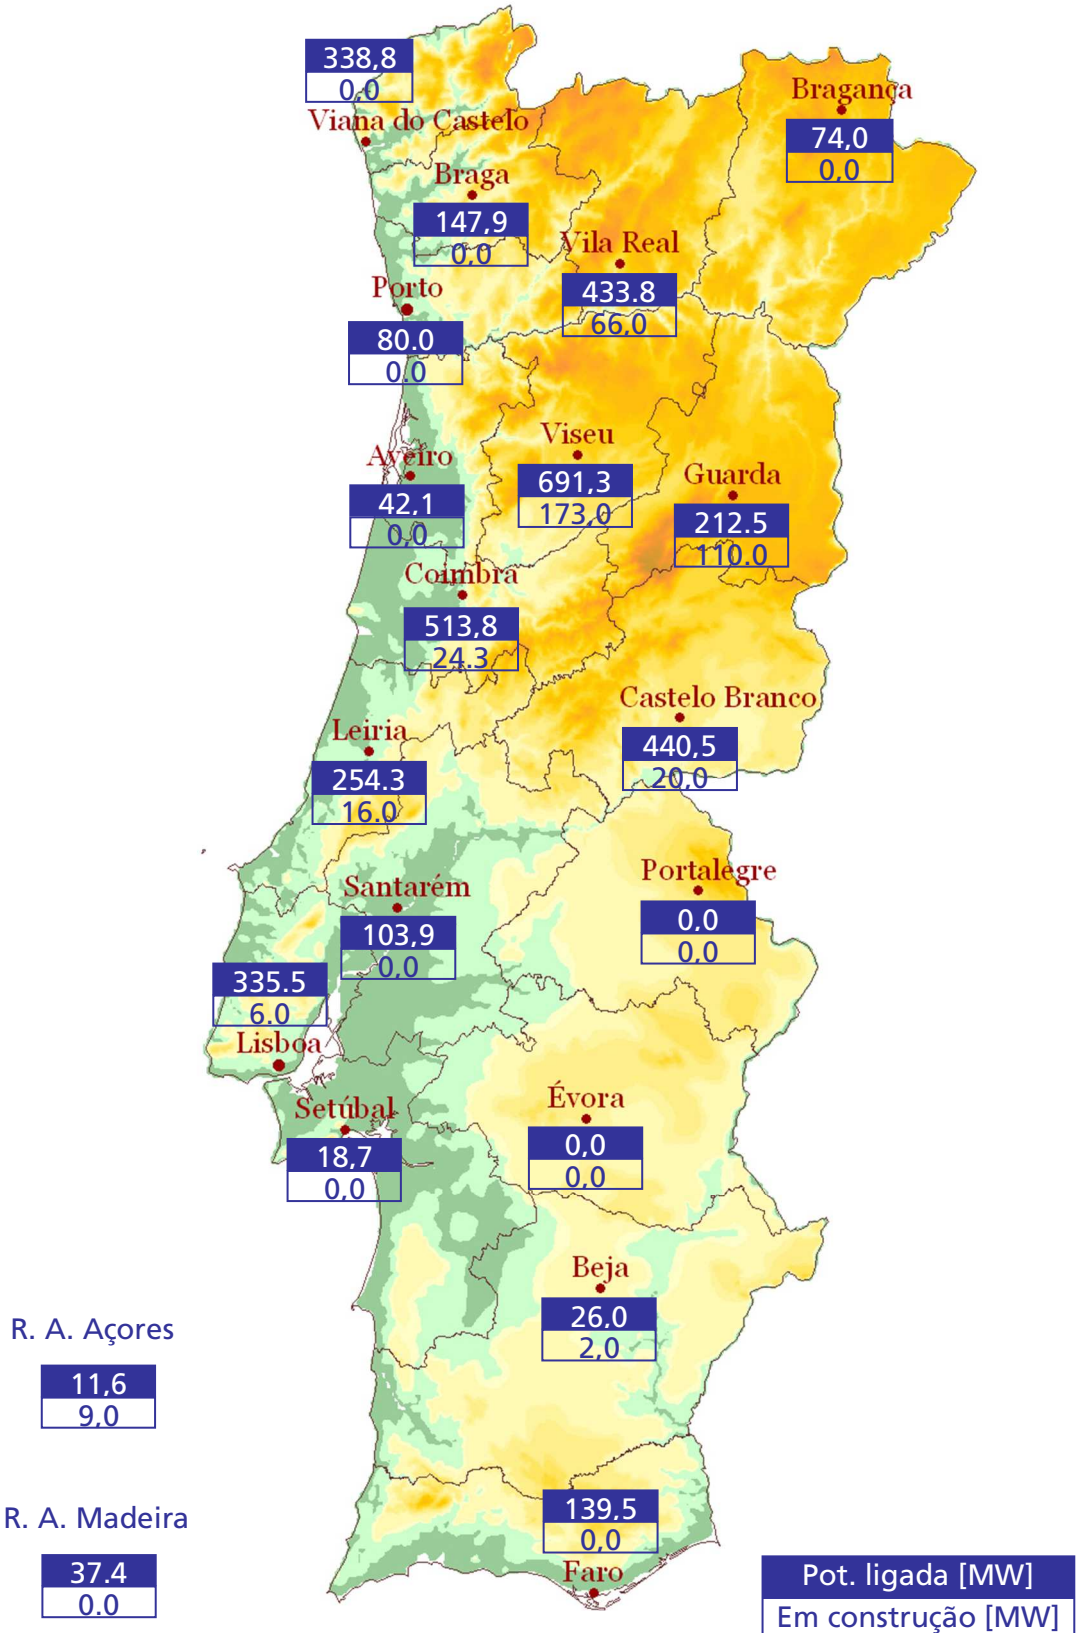 338,8
0,0
Viana do Castelo
Bragança
74,0
0,0
Braga
147,9
0,0
Vila Real
433.8
66,0
Porto
80.0
0.0
Viseu
691,3
173,0
Aveiro
42,1
0,0
Guarda
212.5
110.0
Coimbra
513,8
24.3
Castelo Branco
440,5
20,0
Leiria
254.3
16.0
Portalegre
0,0
0,0
Santarém
103,9
0,0
335.5
6.0
Lisboa
Setúbal
18,7
0,0
Évora
0,0
0,0
Beja
26,0
2,0
R. A. Açores
11,6
9,0
139,5
0,0
Faro
R. A. Madeira
37.4
0.0
Pot. ligada [MW]
Em construção [MW]